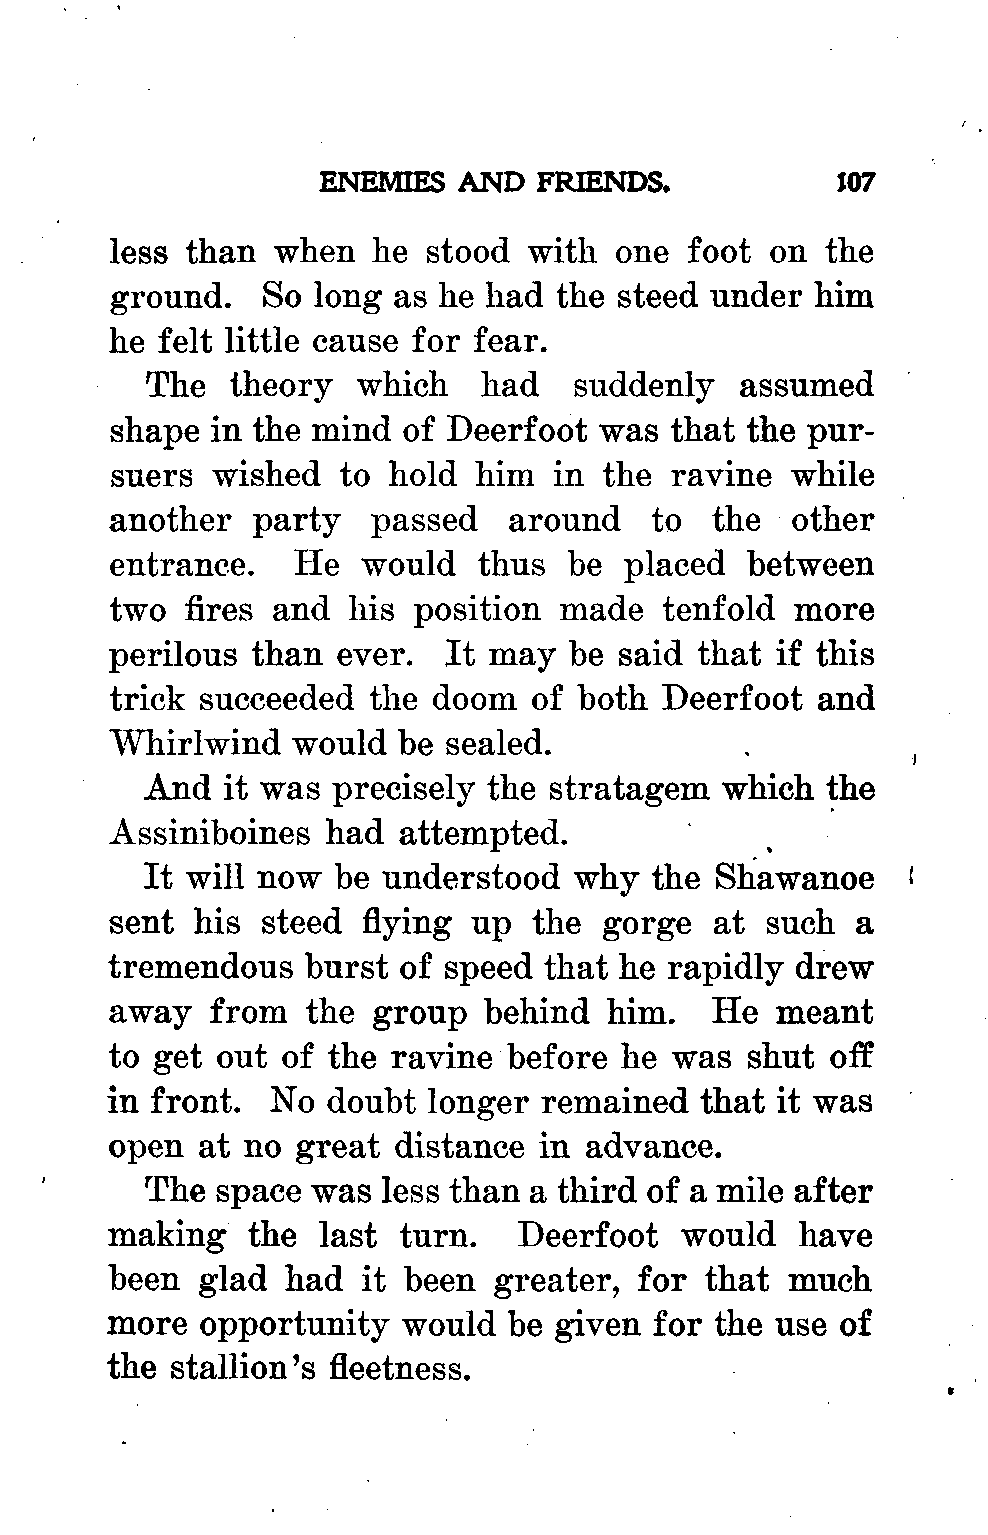 ENEMIES AND FRIENDS. 107
less than when he stood with one foot on the
ground. So long as he had the steed under him
he felt little cause for fear.
The theory which had suddenly assumed
shape in the mind of Deerfoot was that the pur-
suers wished to hold him in the ravine while
another party passed around to the other
entrance. He would thus be placed between
two fires and his position made tenfold more
perilous than ever. It may be said that if this
trick succeeded the doom of both Deerfoot and
Whirlwind would be sealed.
And it was precisely the stratagem which the
Assiniboines had attempted.
It will now be understood why the Shawanoe
sent his steed flying up the gorge at such a
tremendous burst of speed that he rapidly drew
away from the group behind him. He meant
to get out of the ravine before he was shut off
in front. No doubt longer remained that it was
open at no great distance in advance.
The space was less than a third of a mile after
making the last turn. Deerfoot would have
been glad had it been greater, for that much
more opportunity would be given for the use of
the stallion's fleetness.